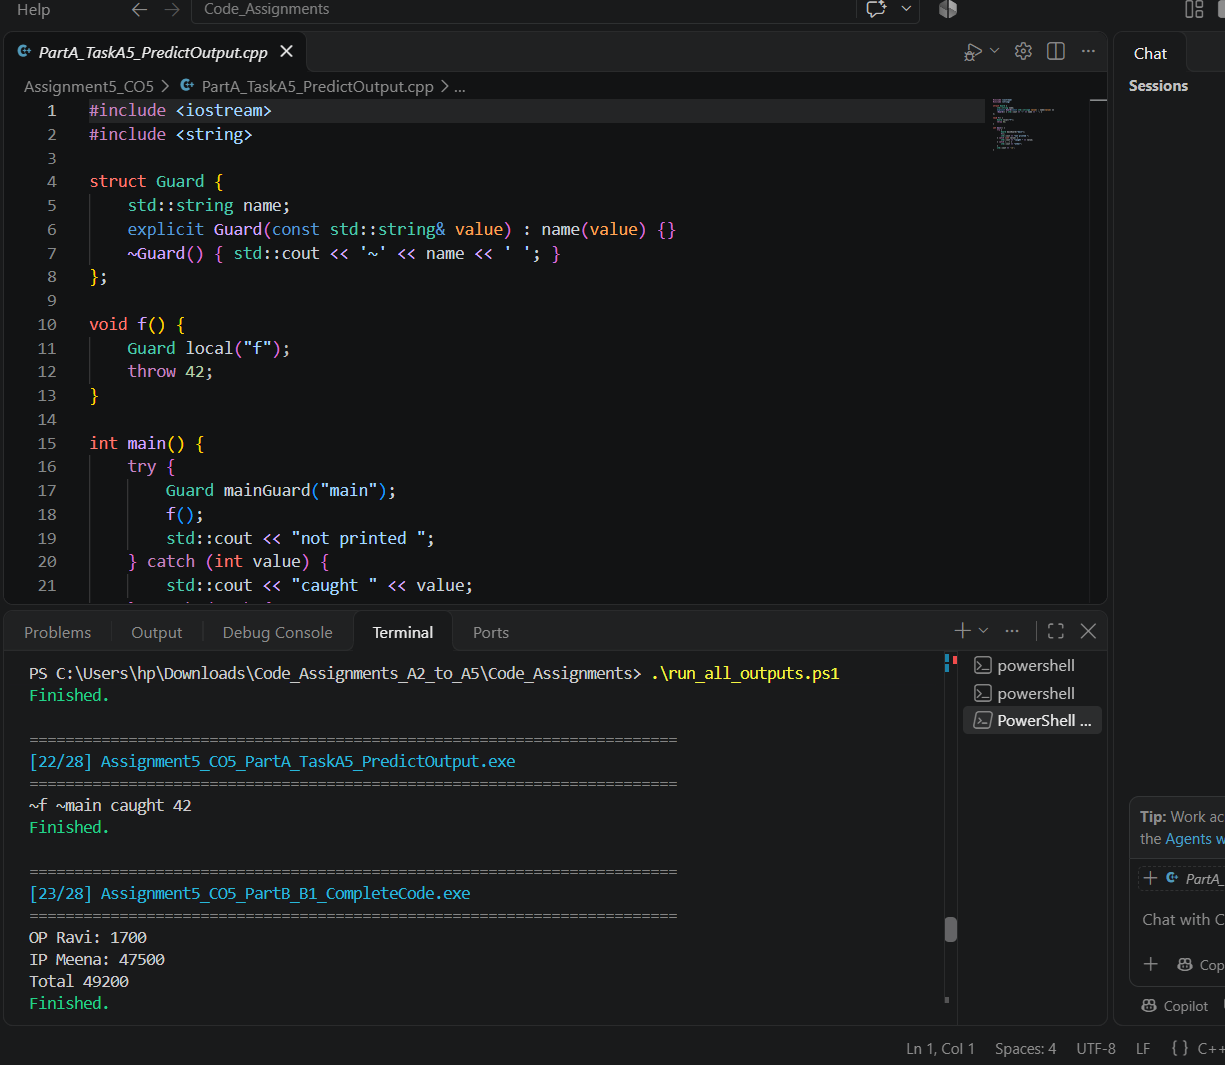 Help
Code_Assignments
PartA_TaskA5_PredictOutput.cpp
Assignment5_CO5 > PartA_TaskA5_PredictOutput.cpp > ...
1 #include <iostream>
2 #include <string>
3
4 struct Guard {
5 std::string name;
6 explicit Guard(const std::string& value) : name(value) {}
7 ~Guard() { std::cout << '~' << name << ' '; }
8 };
9
10 void f() {
11 Guard local("f");
12 throw 42;
13 }
14
15 int main() {
16 try {
17 Guard mainGuard("main");
18 f();
19 std::cout << "not printed ";
20 } catch (int value) {
21 std::cout << "caught " << value;
Problems Output Debug Console Terminal Ports
PS C:\Users\hp\Downloads\Code_Assignments_A2_to_A5\Code_Assignments> .\run_all_outputs.ps1
Finished.
======================================================================
[22/28] Assignment5_CO5_PartA_TaskA5_PredictOutput.exe
======================================================================
~f ~main caught 42
Finished.
======================================================================
[23/28] Assignment5_CO5_PartB_B1_CompleteCode.exe
======================================================================
OP Ravi: 1700
IP Meena: 47500
Total 49200
Finished.
powershell
powershell
PowerShell ...
Chat
Sessions
Tip: Work ac
the Agents w
PartA_
Chat with C
Cop
Copilot
Ln 1, Col 1 Spaces: 4 UTF-8 LF { } C++